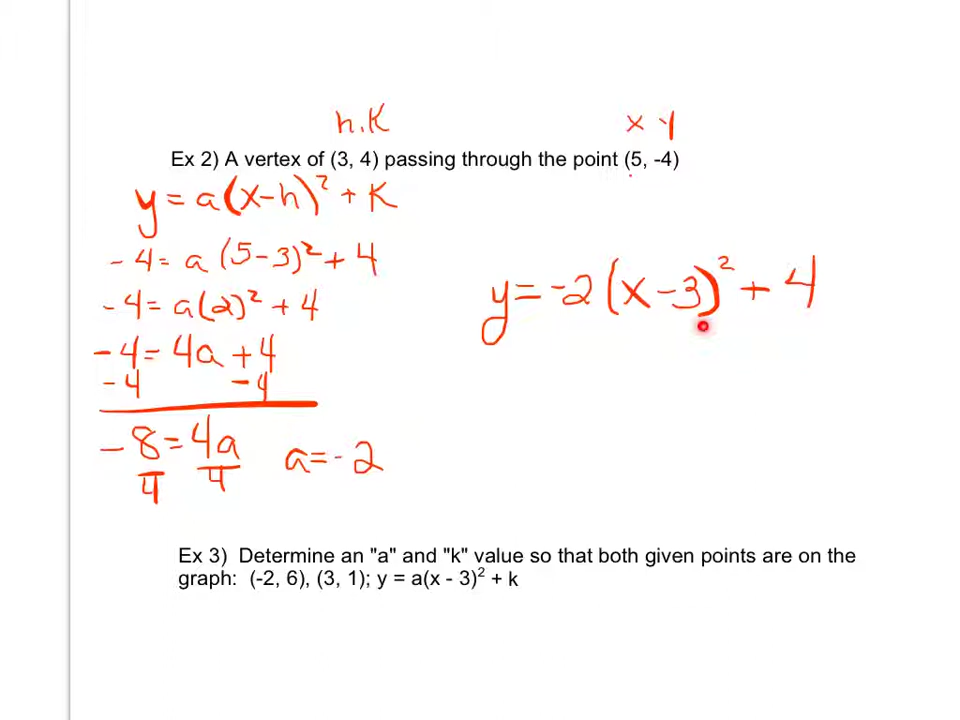 h.K x y
Ex 2) A vertex of (3, 4) passing through the point (5, -4)
y = a(x-h)² + K
-4 = a (5-3)² + 4
y = -2 (x-3)² + 4
-4 = a(2)² + 4
-4 = 4a + 4
-4 -4
-8 = 4a a = -2
4 4
Ex 3) Determine an "a" and "k" value so that both given points are on the
graph: (-2, 6), (3, 1); y = a(x - 3)² + k